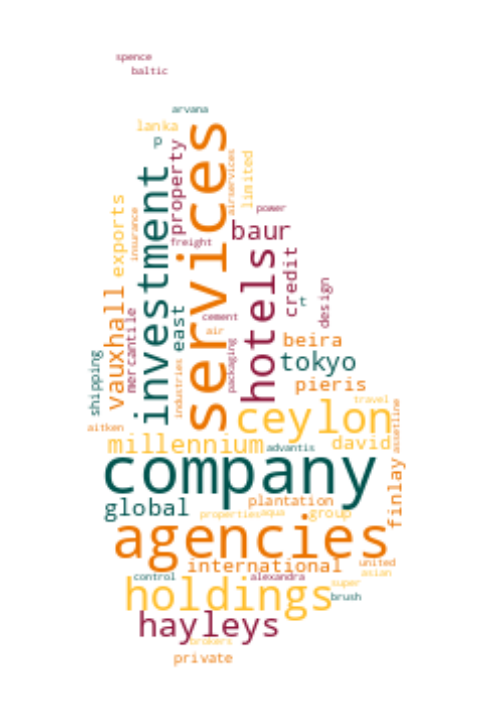 spence
baltic
arvana
lanka
p
services
property
investment
airservices
limited
exports
insurance
power
baur
freight
hotels
credit
t
design
east
vauxhall
mercantile
cement
air
packaging
beira
tokyo
shipping
industries
pieris
travel
ceylon
assetline
aitken
millennium
advantis
david
company
finlay
global
plantation
properties
aqua
group
agencies
international
united
asian
control
alexandra
super
holdings
brush
hayleys
brokers
private